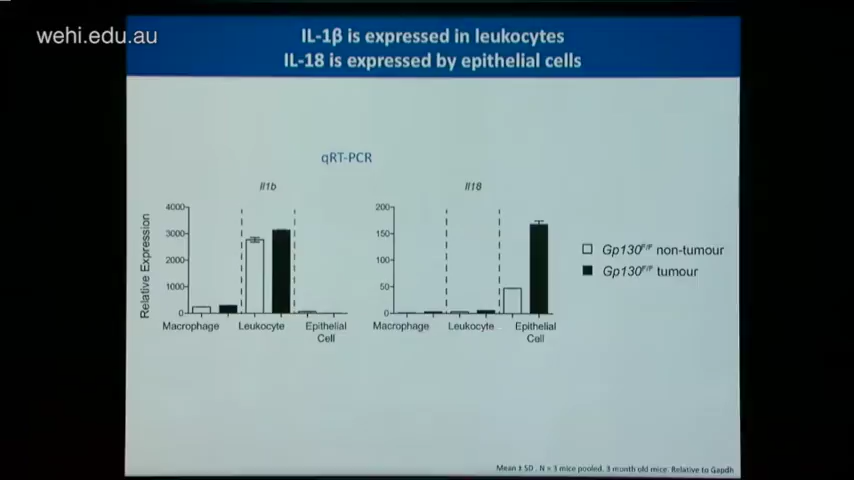 wehi.edu.au
IL-1β is expressed in leukocytes
IL-18 is expressed by epithelial cells
qRT-PCR
Il1b
Il18
Relative Expression
4000
3000
2000
1000
0
Macrophage
Leukocyte
Epithelial
Cell
200
150
100
50
0
Macrophage
Leukocyte
Epithelial
Cell
Gp130F/F non-tumour
Gp130F/F tumour
Mean ± SD . N = 3 mice pooled. 3 month old mice. Relative to Gapdh